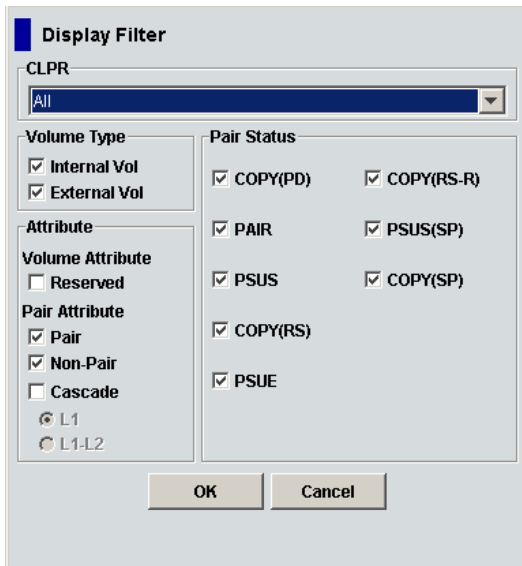 Display Filter
CLPR
All
Volume Type
Internal Vol
External Vol
Attribute
Volume Attribute
Reserved
Pair Attribute
Pair
Non-Pair
Cascade
L1
L1-L2
Pair Status
COPY(PD)
COPY(RS-R)
PAIR
PSUS(SP)
PSUS
COPY(SP)
COPY(RS)
PSUE
OK
Cancel